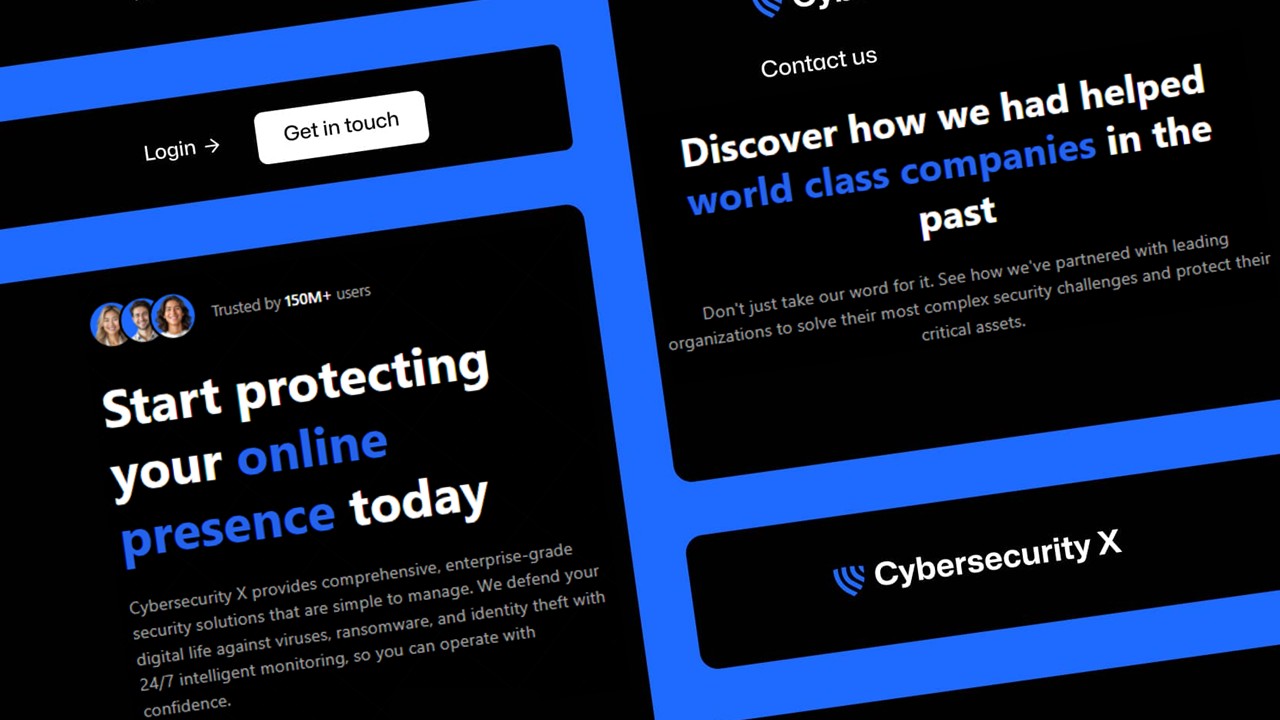 Login →
Get in touch
Trusted by 150M+ users
Start protecting
your online
presence today
Cybersecurity X provides comprehensive, enterprise-grade
security solutions that are simple to manage. We defend your
digital life against viruses, ransomware, and identity theft with
24/7 intelligent monitoring, so you can operate with
confidence.
Contact us
Discover how we had helped
world class companies in the
past
Don't just take our word for it. See how we've partnered with leading
organizations to solve their most complex security challenges and protect their
critical assets.
Cybersecurity X